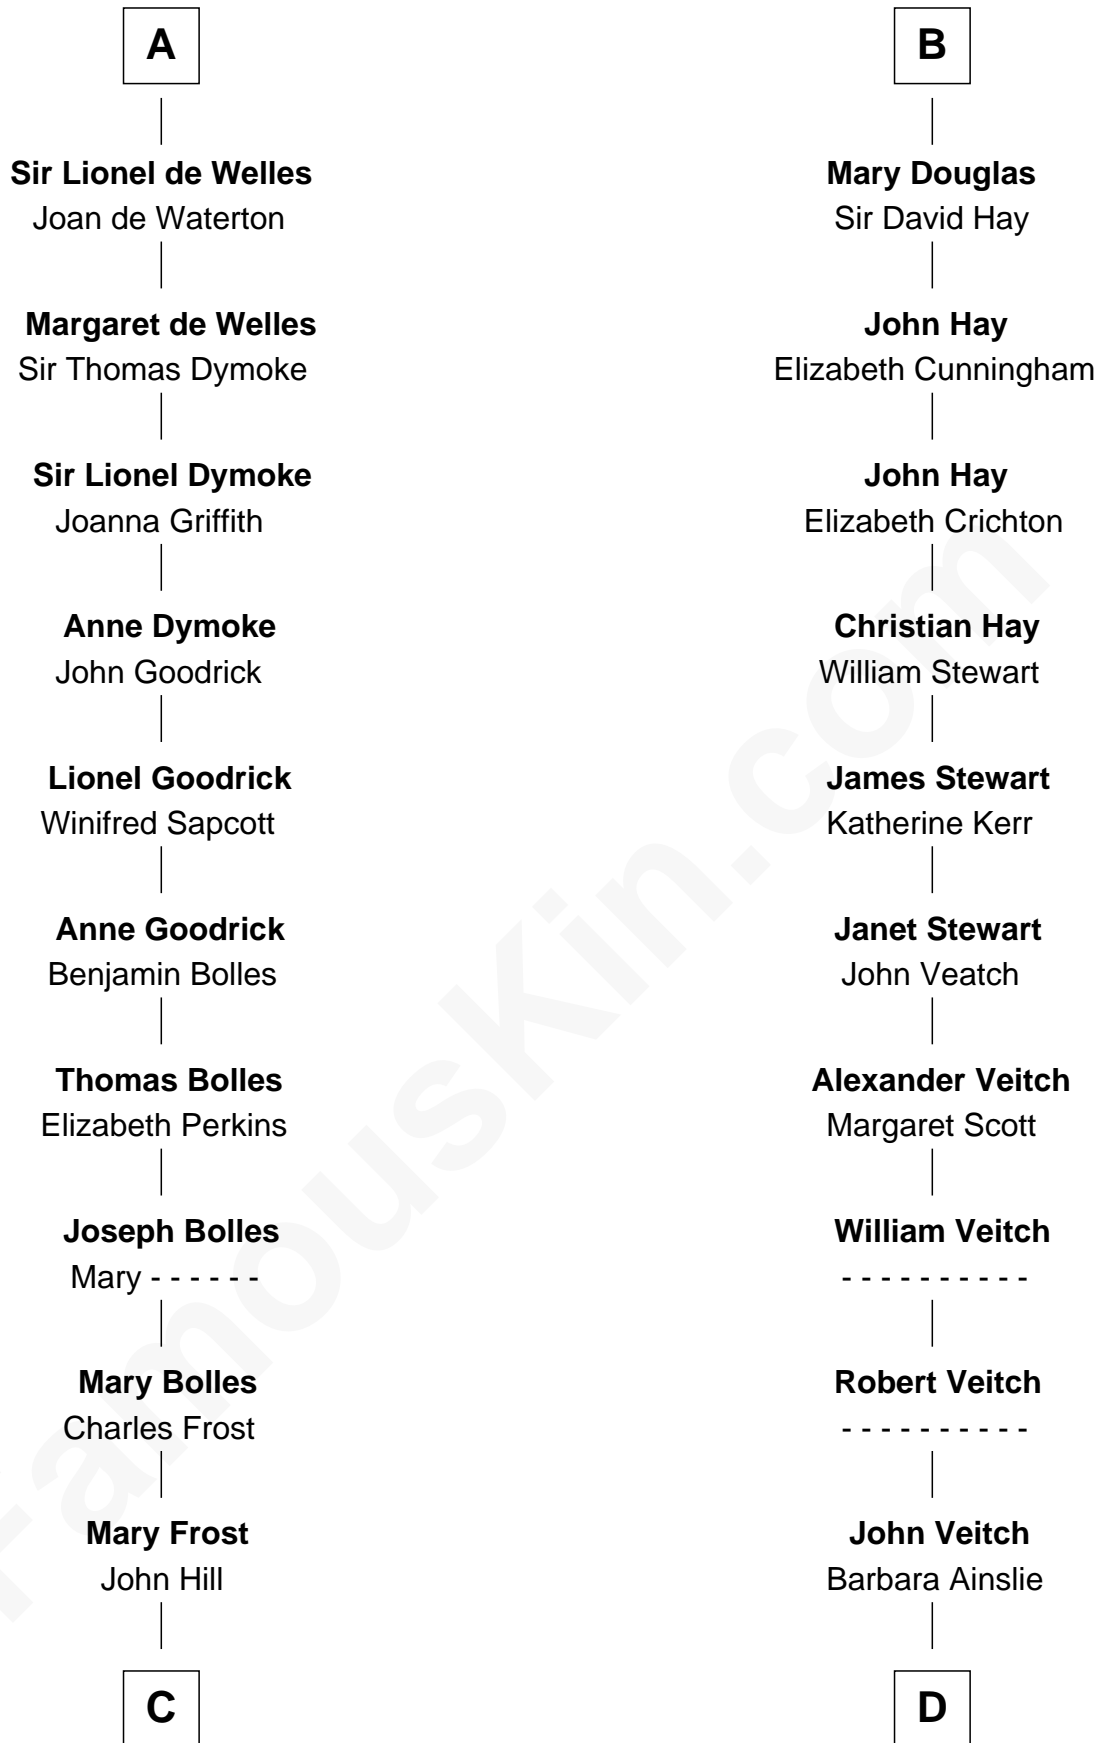 A
Sir Lionel de Welles
Joan de Waterton
Margaret de Welles
Sir Thomas Dymoke
Sir Lionel Dymoke
Joanna Griffith
Anne Dymoke
John Goodrick
Lionel Goodrick
Winifred Sapcott
Anne Goodrick
Benjamin Bolles
Thomas Bolles
Elizabeth Perkins
Joseph Bolles
Mary - - - - - -
Mary Bolles
Charles Frost
Mary Frost
John Hill
C
B
Mary Douglas
Sir David Hay
John Hay
Elizabeth Cunningham
John Hay
Elizabeth Crichton
Christian Hay
William Stewart
James Stewart
Katherine Kerr
Janet Stewart
John Veatch
Alexander Veitch
Margaret Scott
William Veitch
- - - - - - - - - -
Robert Veitch
- - - - - - - - - -
John Veitch
Barbara Ainslie
D
FamousKin.com